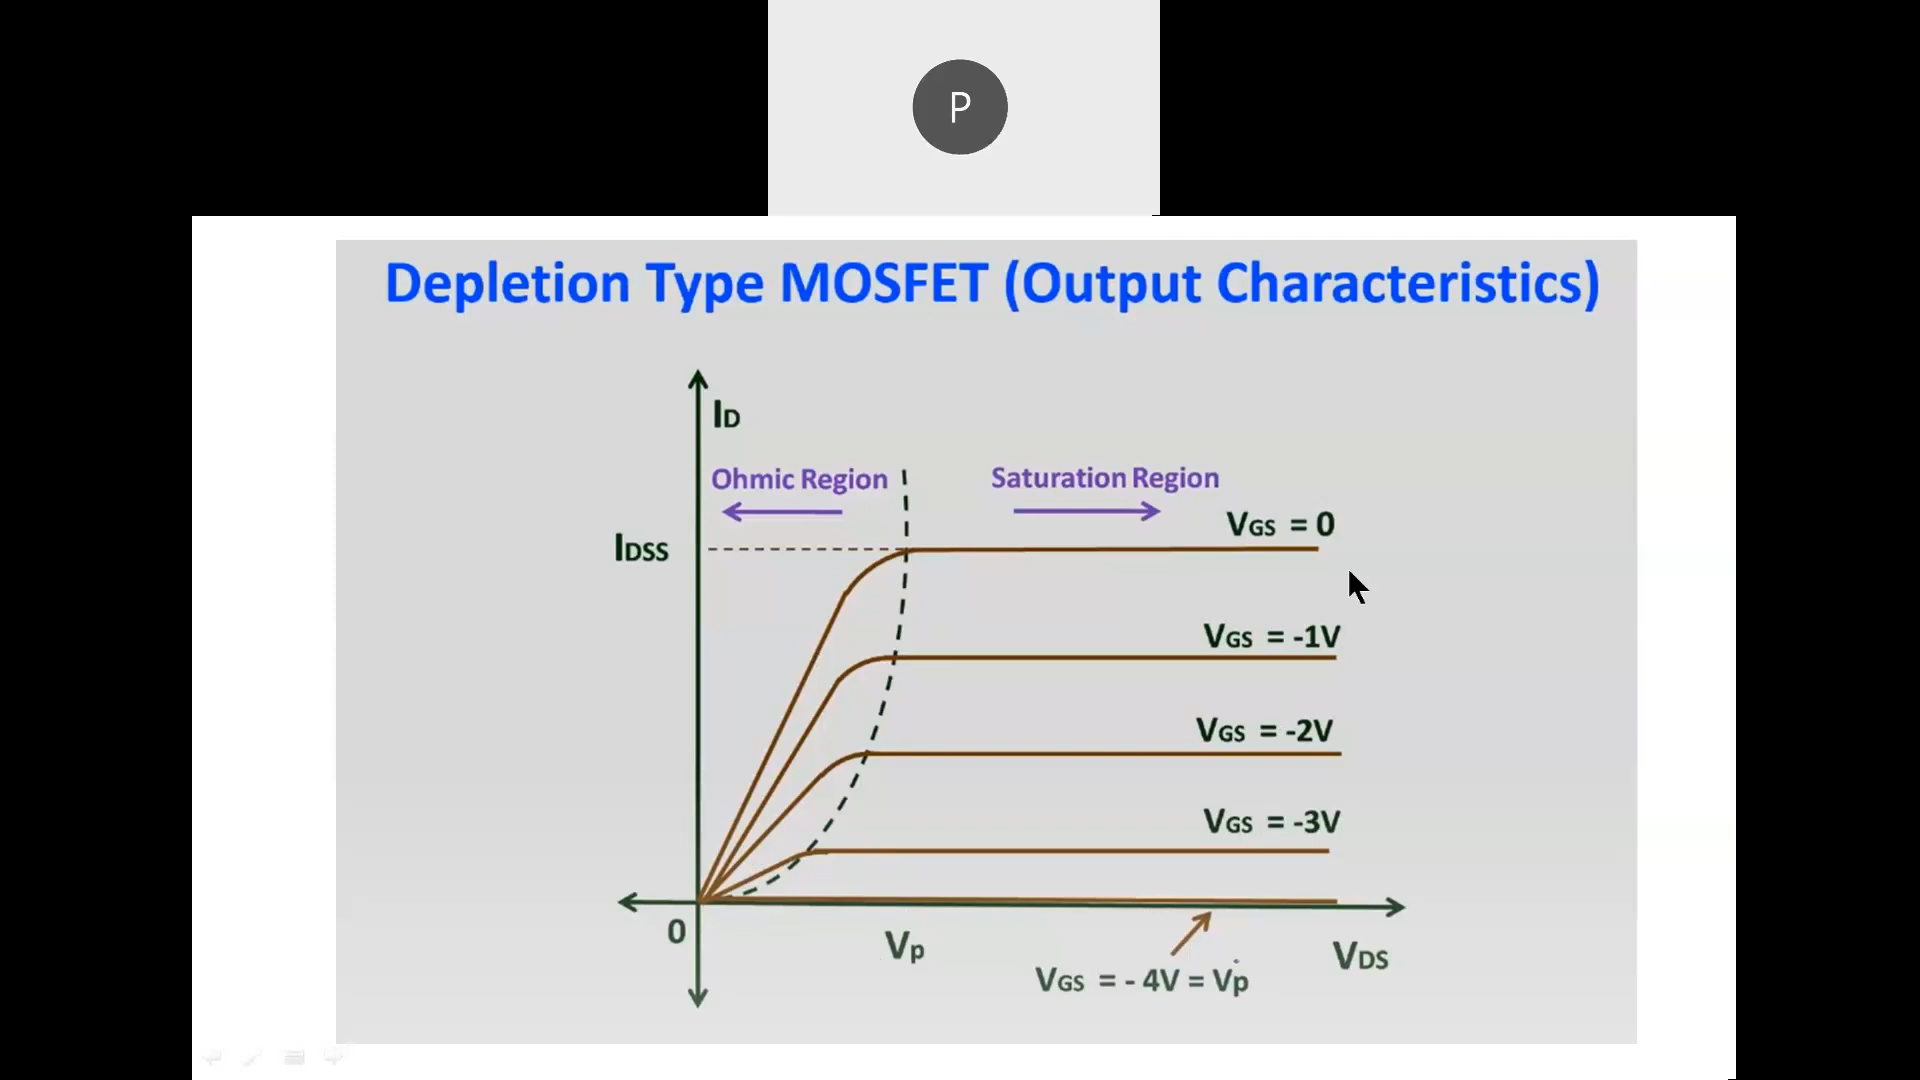 P
Depletion Type MOSFET (Output Characteristics)
ID
Ohmic Region
Saturation Region
VGS = 0
IDSS
VGS = -1V
VGS = -2V
VGS = -3V
0
Vp
VDS
VGS = - 4V = Vp